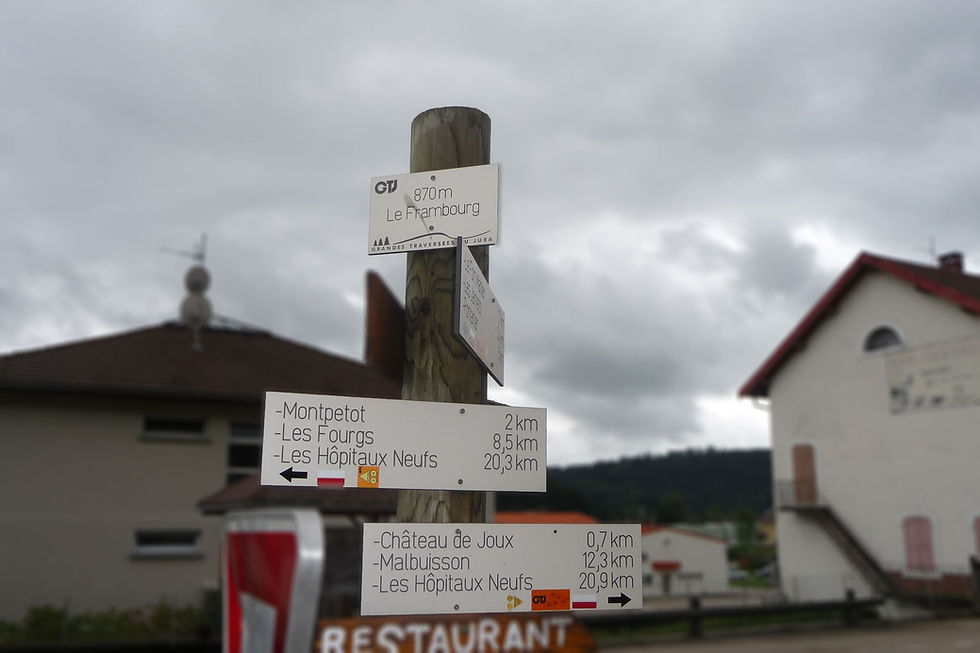 GTJ
870 m
Le Frambourg
GRANDES TRAVERSEES DU JURA
-Montpetot 2 km
-Les Fourgs 8,5 km
-Les Hôpitaux Neufs 20,3 km
-Château de Joux 0,7 km
-Malbuisson 12,3 km
-Les Hôpitaux Neufs 20,9 km
GTJ
RESTAURANT